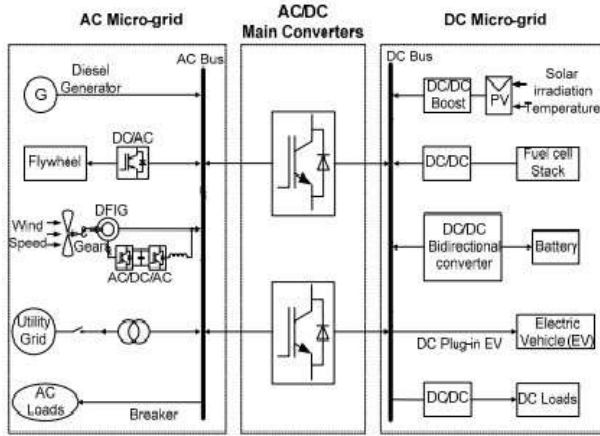 AC Micro-grid
AC/DC
Main Converters
DC Micro-grid
AC Bus
DC Bus
G
Diesel
Generator
DC/DC
Boost
PV
Solar
irradiation
Temperature
Flywheel
DC/AC
DC/DC
Fuel cell
Stack
Wind
Speed
Gear
DFIG
AC/DC/AC
DC/DC
Bidirectional
converter
Battery
Utility
Grid
DC Plug-in EV
Electric
Vehicle(EV)
AC
Loads
Breaker
DC/DC
DC Loads